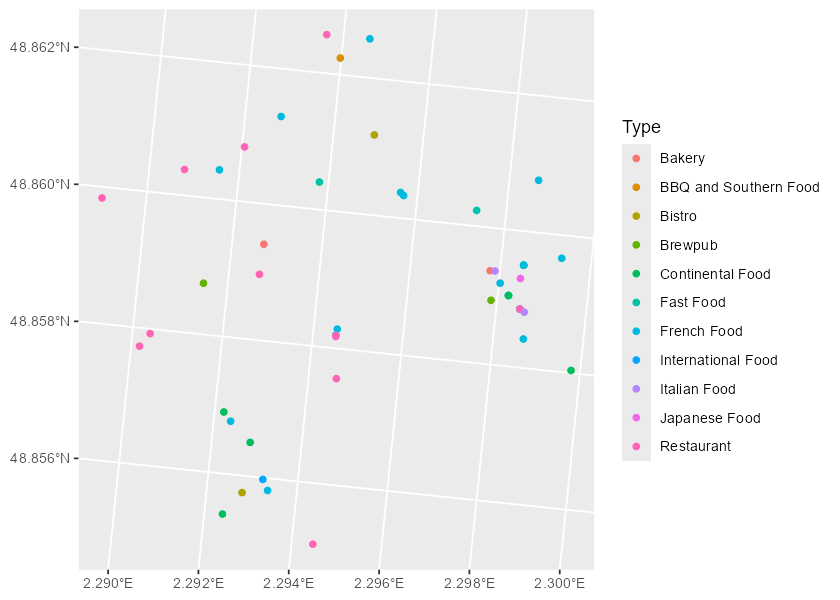 48.862°N
48.860°N
48.858°N
48.856°N
2.290°E
2.292°E
2.294°E
2.296°E
2.298°E
2.300°E
Type
Bakery
BBQ and Southern Food
Bistro
Brewpub
Continental Food
Fast Food
French Food
International Food
Italian Food
Japanese Food
Restaurant